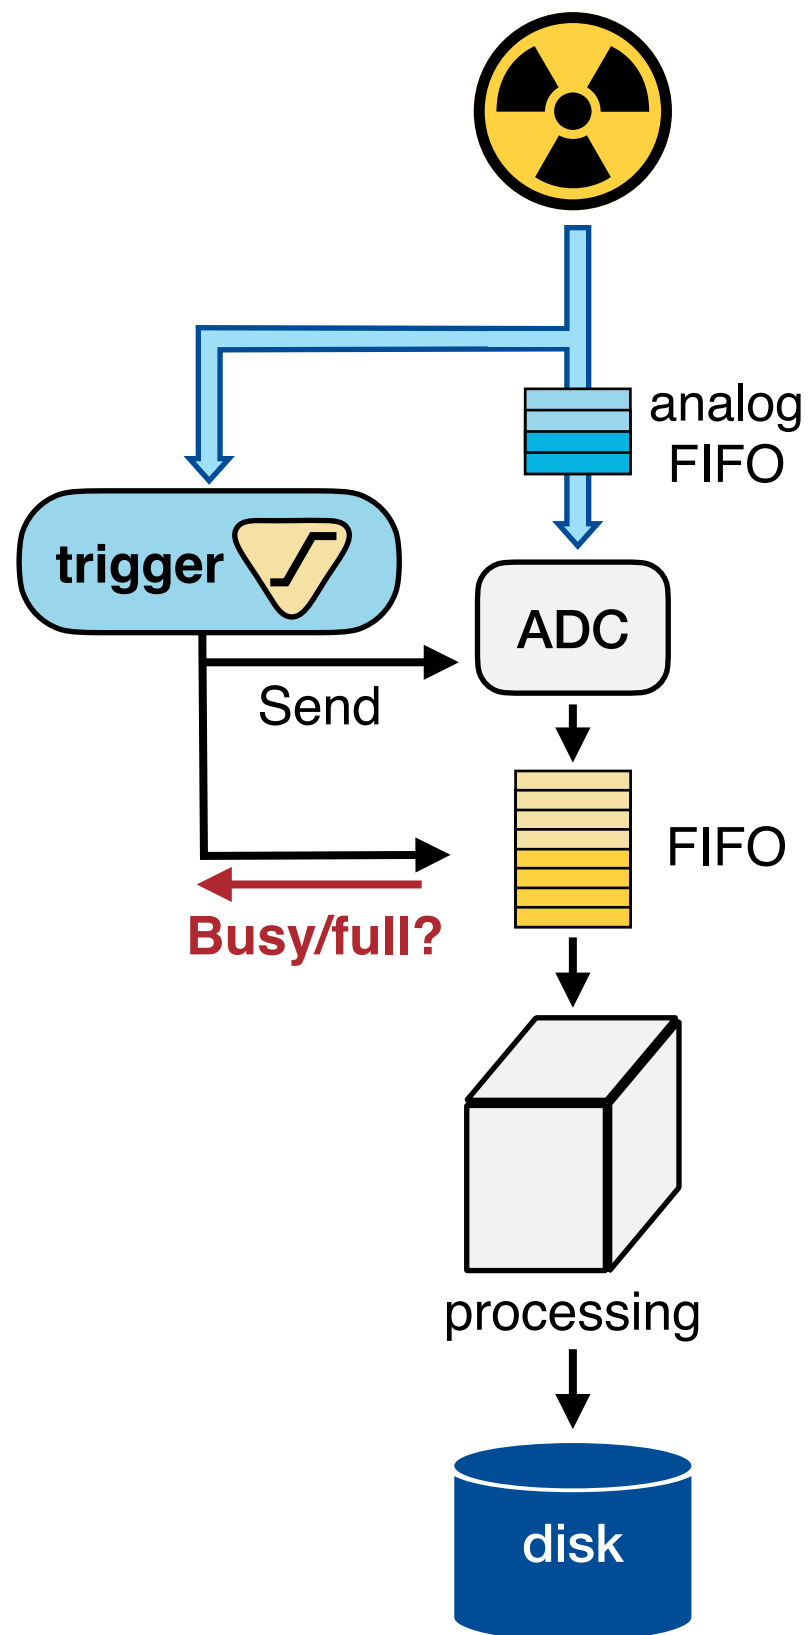 analog
FIFO
trigger
ADC
Send
FIFO
Busy/full?
processing
disk